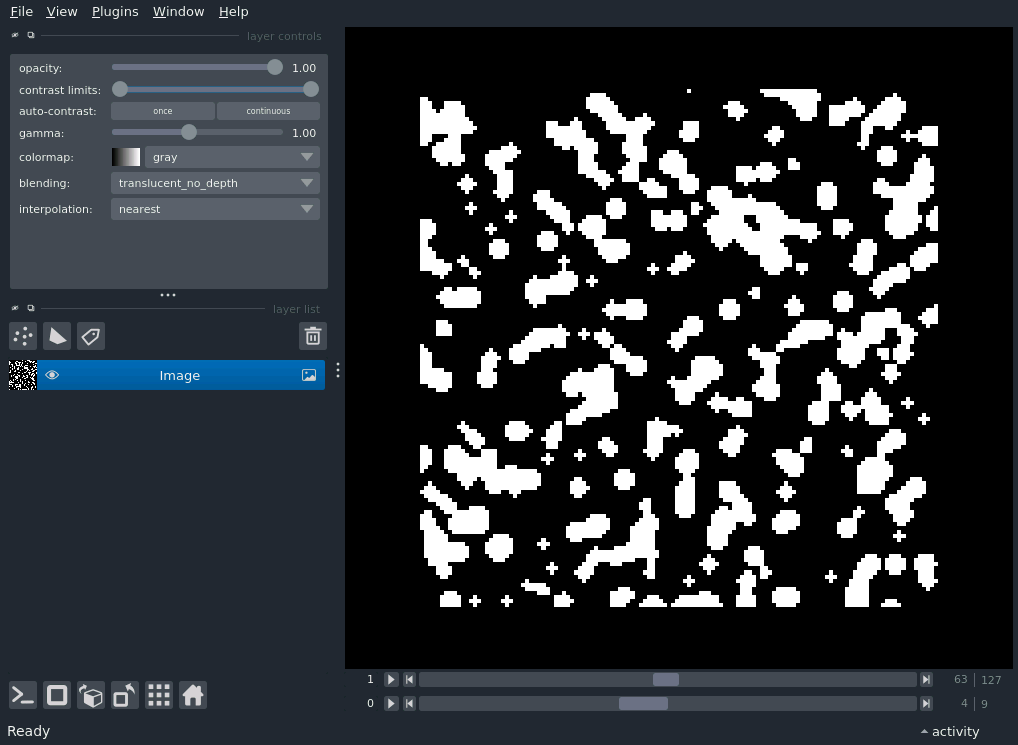 File View Plugins Window Help
layer controls
opacity: 1.00
contrast limits:
auto-contrast: once continuous
gamma: 1.00
colormap: gray
blending: translucent_no_depth
interpolation: nearest
layer list
Image
1 63 127
0 4 9
Ready activity